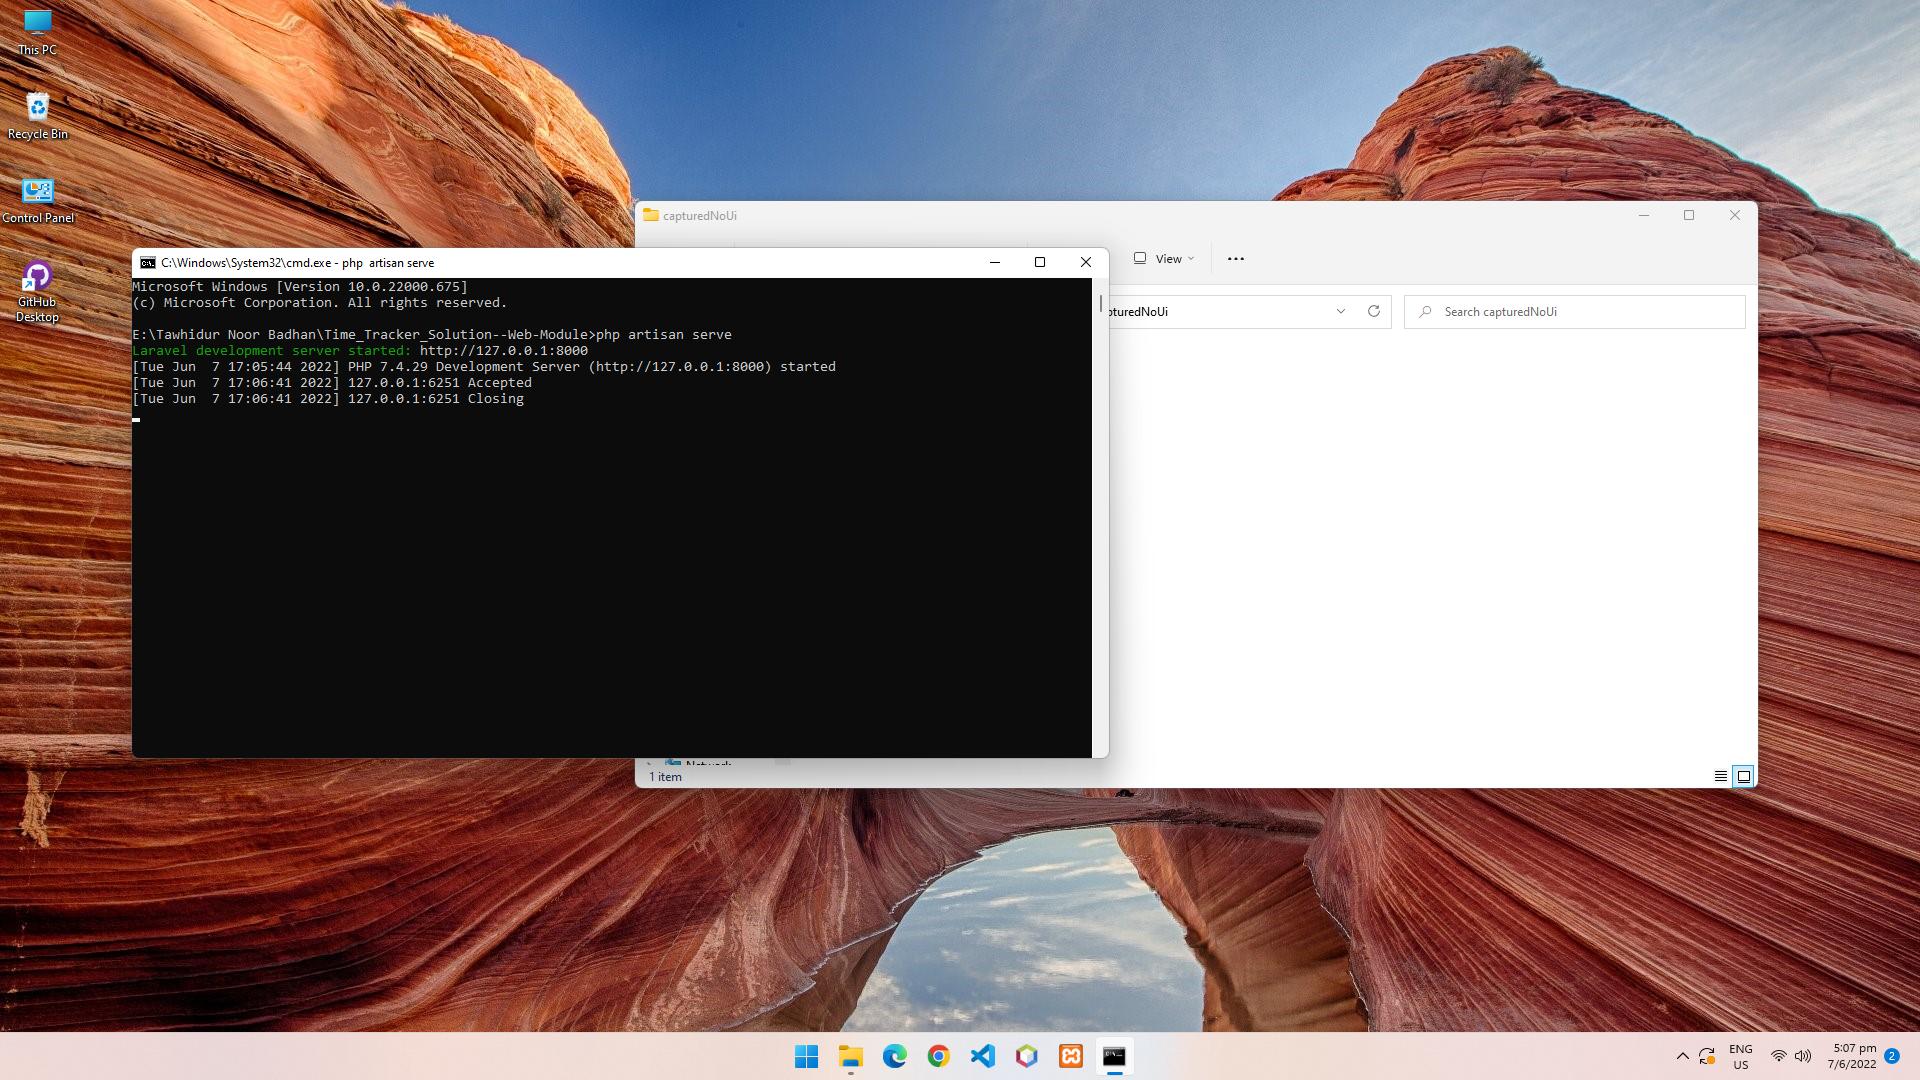 This PC
Recycle Bin
Control Panel
GitHub
Desktop
capturedNoUi
View
pturedNoUi
Search capturedNoUi
C:\Windows\System32\cmd.exe - php  artisan serve
Microsoft Windows [Version 10.0.22000.675]
(c) Microsoft Corporation. All rights reserved.
E:\Tawhidur Noor Badhan\Time_Tracker_Solution--Web-Module>php artisan serve
Laravel development server started: http://127.0.0.1:8000
[Tue Jun  7 17:05:44 2022] PHP 7.4.29 Development Server (http://127.0.0.1:8000) started
[Tue Jun  7 17:06:41 2022] 127.0.0.1:6251 Accepted
[Tue Jun  7 17:06:41 2022] 127.0.0.1:6251 Closing
Network
1 item
ENG
US
5:07 pm
7/6/2022
2